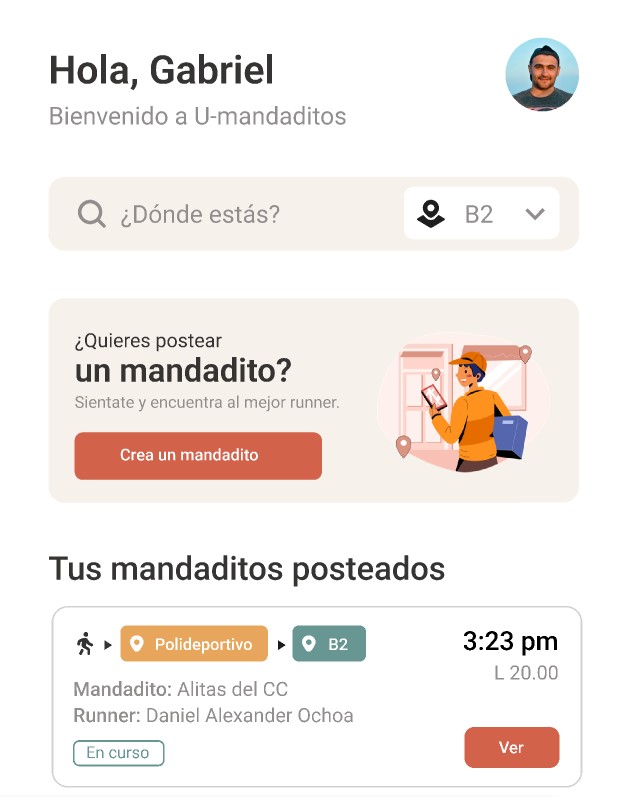 Hola, Gabriel
Bienvenido a U-mandaditos
¿Dónde estás?
B2
¿Quieres postear
un mandadito?
Sientate y encuentra al mejor runner.
Crea un mandadito
Tus mandaditos posteados
Polideportivo
B2
3:23 pm
L 20.00
Mandadito: Alitas del CC
Runner: Daniel Alexander Ochoa
En curso
Ver